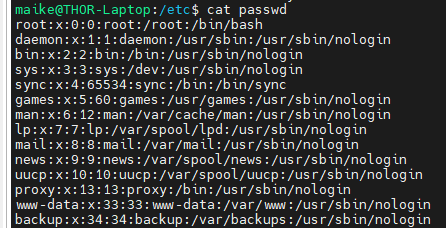 maike@THOR-Laptop:/etc$ cat passwd
root:x:0:0:root:/root:/bin/bash
daemon:x:1:1:daemon:/usr/sbin:/usr/sbin/nologin
bin:x:2:2:bin:/bin:/usr/sbin/nologin
sys:x:3:3:sys:/dev:/usr/sbin/nologin
sync:x:4:65534:sync:/bin:/bin/sync
games:x:5:60:games:/usr/games:/usr/sbin/nologin
man:x:6:12:man:/var/cache/man:/usr/sbin/nologin
lp:x:7:7:lp:/var/spool/lpd:/usr/sbin/nologin
mail:x:8:8:mail:/var/mail:/usr/sbin/nologin
news:x:9:9:news:/var/spool/news:/usr/sbin/nologin
uucp:x:10:10:uucp:/var/spool/uucp:/usr/sbin/nologin
proxy:x:13:13:proxy:/bin:/usr/sbin/nologin
www-data:x:33:33:www-data:/var/www:/usr/sbin/nologin
backup:x:34:34:backup:/var/backups:/usr/sbin/nologin